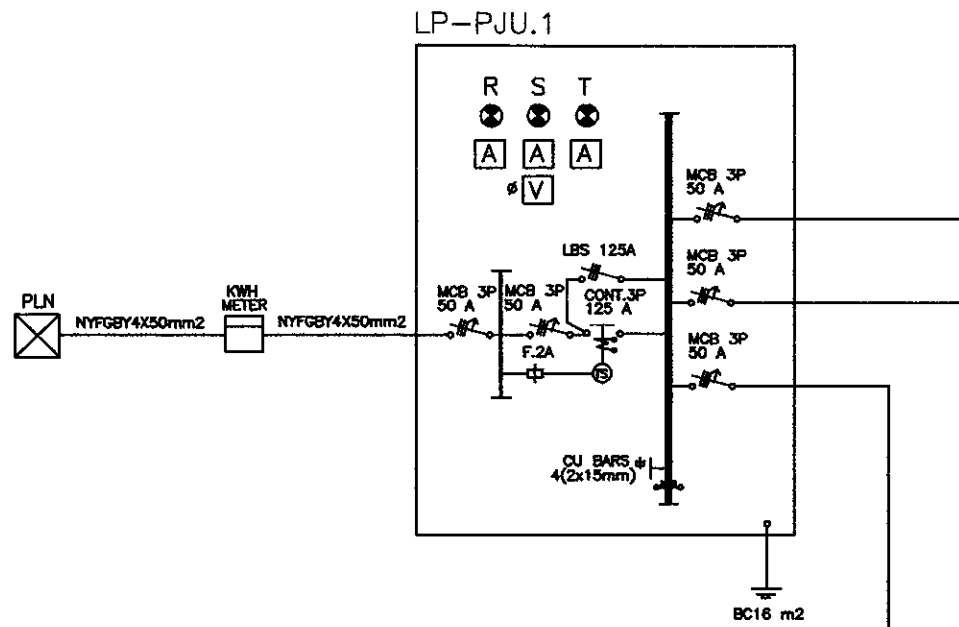 LP-PJU.1
R S T
A A A
ø V
MCB 3P
50 A
LBS 125A
MCB 3P
50 A
MCB 3P
50 A
CONT.3P
125 A
MCB 3P
50 A
PLN
KWH
METER
NYFGBY4X50mm2
NYFGBY4X50mm2
F.2A
TS
MCB 3P
50 A
CU BARS
4(2x15mm)
BC16 m2